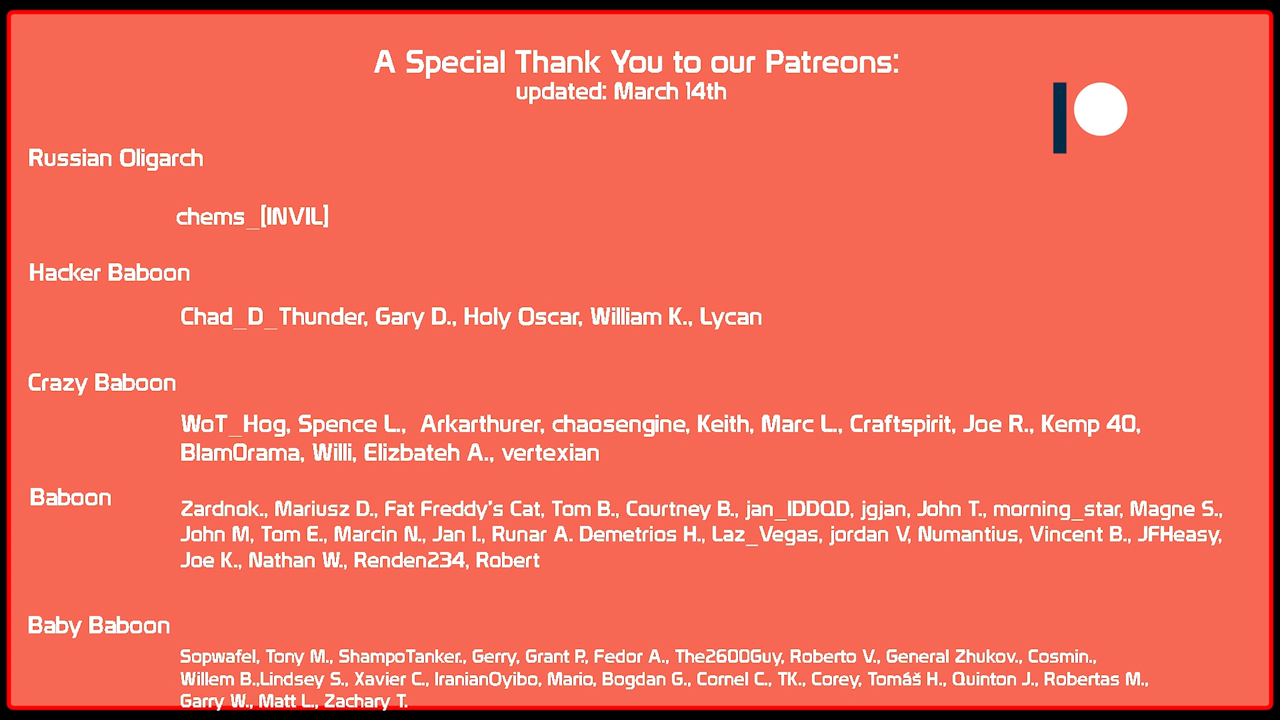 A Special Thank You to our Patreons:
updated: March 14th
Russian Oligarch
chems_[INVIL]
Hacker Baboon
Chad_D_Thunder, Gary D., Holy Oscar, William K., Lycan
Crazy Baboon
WoT_Hog, Spence L.,  Arkarthurer, chaosengine, Keith, Marc L., Craftspirit, Joe R., Kemp 40,
Blam0rama, Willi, Elizbateh A., vertexian
Baboon
Zardnok., Mariusz D., Fat Freddy's Cat, Tom B., Courtney B., jan_IDDQD, jgjan, John T., morning_star, Magne S.,
John M, Tom E., Marcin N., Jan I., Runar A. Demetrios H., Laz_Vegas, jordan V, Numantius, Vincent B., JFHeasy,
Joe K., Nathan W., Renden234, Robert
Baby Baboon
Sopwafel, Tony M., ShampoTanker., Gerry, Grant P., Fedor A., The2600Guy, Roberto V., General Zhukov., Cosmin.,
Willem B.,Lindsey S., Xavier C., IranianOyibo, Mario, Bogdan G., Cornel C., TK., Corey, Tomáš H., Quinton J., Robertas M.,
Garry W., Matt L., Zachary T.